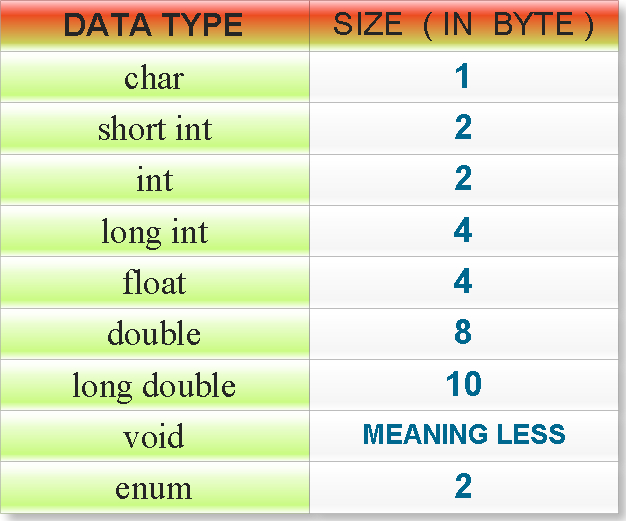 DATA TYPE SIZE ( IN BYTE )
char 1
short int 2
int 2
long int 4
float 4
double 8
long double 10
void MEANING LESS
enum 2